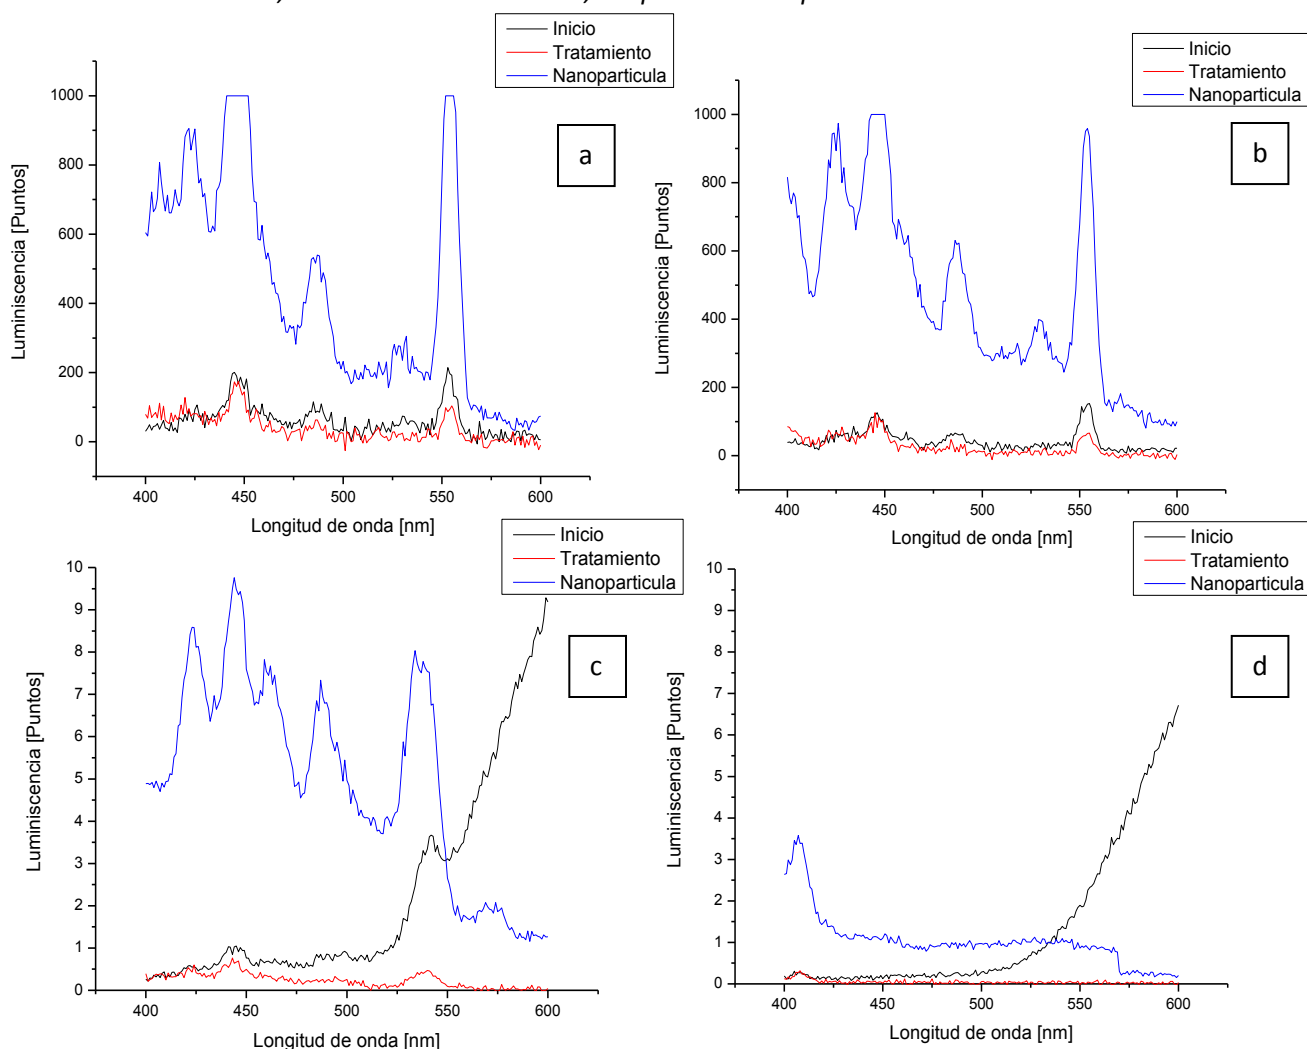 Inicio
Tratamiento
Nanoparticula
a
Luminiscencia [Puntos]
1000
800
600
400
200
0
400
450
500
550
600
Longitud de onda [nm]
Inicio
Tratamiento
Nanoparticula
b
Luminiscencia [Puntos]
1000
800
600
400
200
0
400
450
500
550
600
Longitud de onda [nm]
Inicio
Tratamiento
Nanoparticula
c
Luminiscencia [Puntos]
10
9
8
7
6
5
4
3
2
1
0
400
450
500
550
600
Longitud de onda [nm]
Inicio
Tratamiento
Nanoparticula
d
Luminiscencia [Puntos]
10
9
8
7
6
5
4
3
2
1
0
400
450
500
550
600
Longitud de onda [nm]